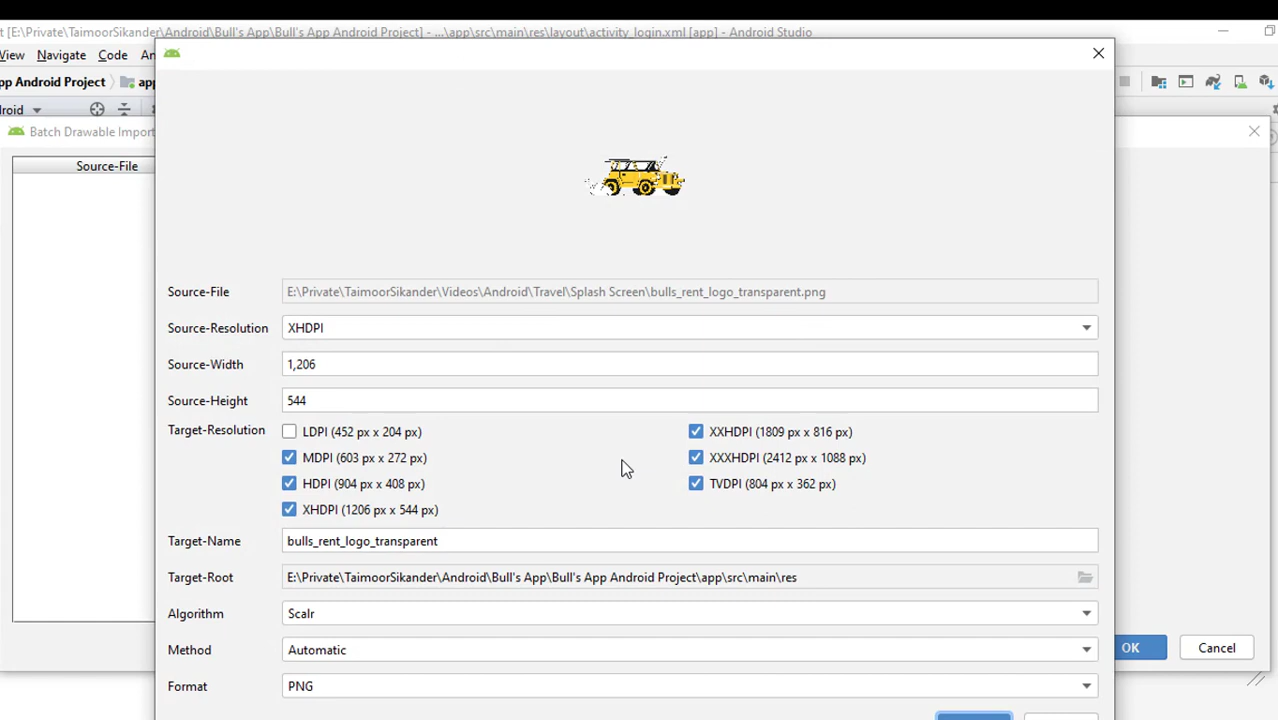 t [E:\Private\TaimoorSikander\Android\Bull's App\Bull's App Android Project] - ...\app\src\main\res\layout\activity_login.xml [app] - Android Studio
View Navigate Code An
pp Android Project app
roid
Batch Drawable Import
Source-File
Source-File E:\Private\TaimoorSikander\Videos\Android\Travel\Splash Screen\bulls_rent_logo_transparent.png
Source-Resolution XHDPI
Source-Width 1,206
Source-Height 544
Target-Resolution LDPI (452 px x 204 px) XXHDPI (1809 px x 816 px)
MDPI (603 px x 272 px) XXXHDPI (2412 px x 1088 px)
HDPI (904 px x 408 px) TVDPI (804 px x 362 px)
XHDPI (1206 px x 544 px)
Target-Name bulls_rent_logo_transparent
Target-Root E:\Private\TaimoorSikander\Android\Bull's App\Bull's App Android Project\app\src\main\res
Algorithm Scalr
Method Automatic
Format PNG
OK Cancel